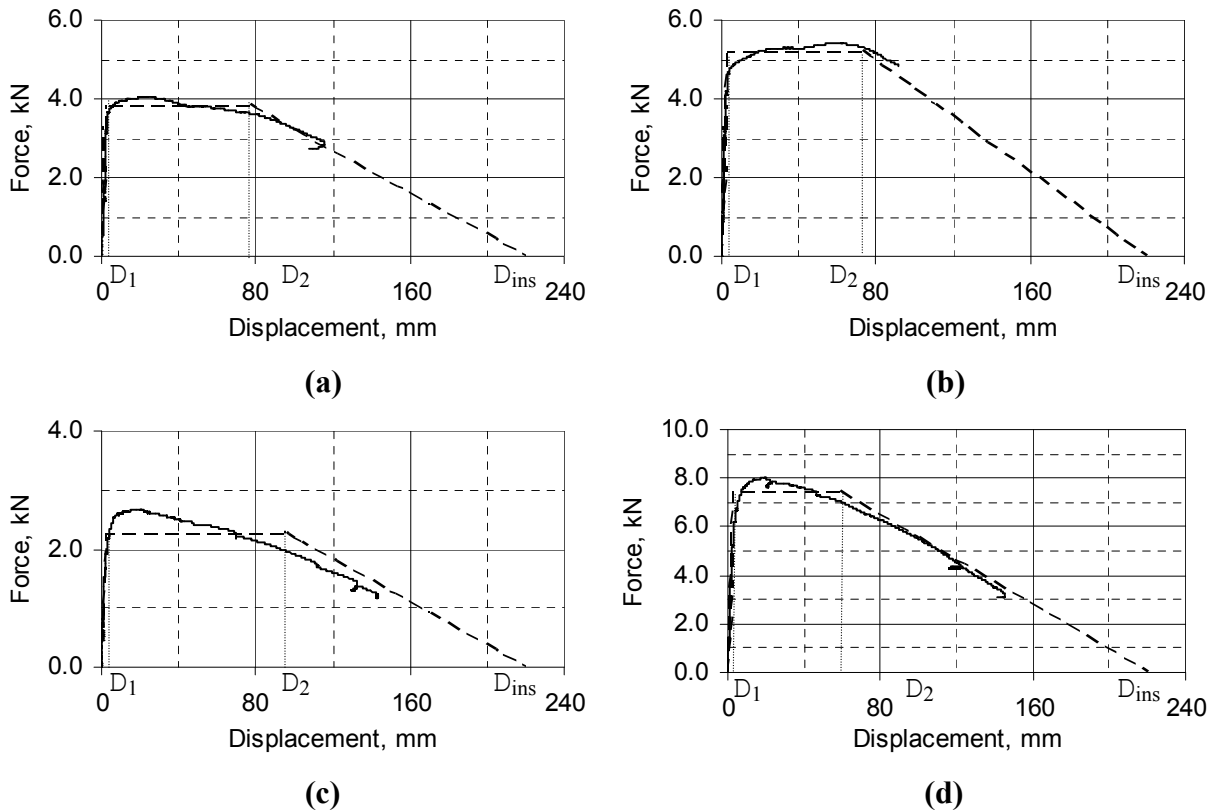 6.0
4.0
2.0
0.0
Force, kN
D1 D2 Dins
0 80 160 240
Displacement, mm
(a)
6.0
4.0
2.0
0.0
Force, kN
D1 D2 Dins
0 80 160 240
Displacement, mm
(b)
4.0
2.0
0.0
Force, kN
D1 D2 Dins
0 80 160 240
Displacement, mm
(c)
10.0
8.0
6.0
4.0
2.0
0.0
Force, kN
D1 D2 Dins
0 80 160 240
Displacement, mm
(d)